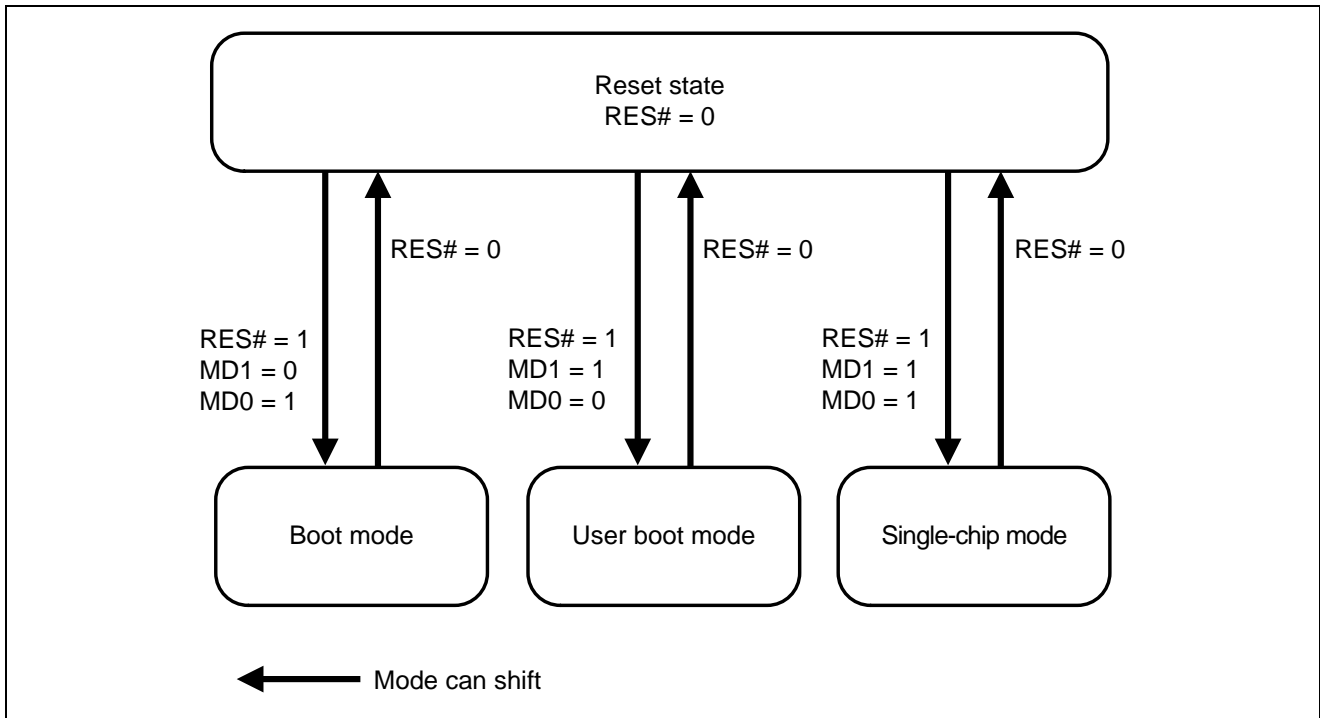 Reset state
RES# = 0
RES# = 0
RES# = 0
RES# = 0
RES# = 1
MD1 = 0
MD0 = 1
RES# = 1
MD1 = 1
MD0 = 0
RES# = 1
MD1 = 1
MD0 = 1
Boot mode
User boot mode
Single-chip mode
Mode can shift